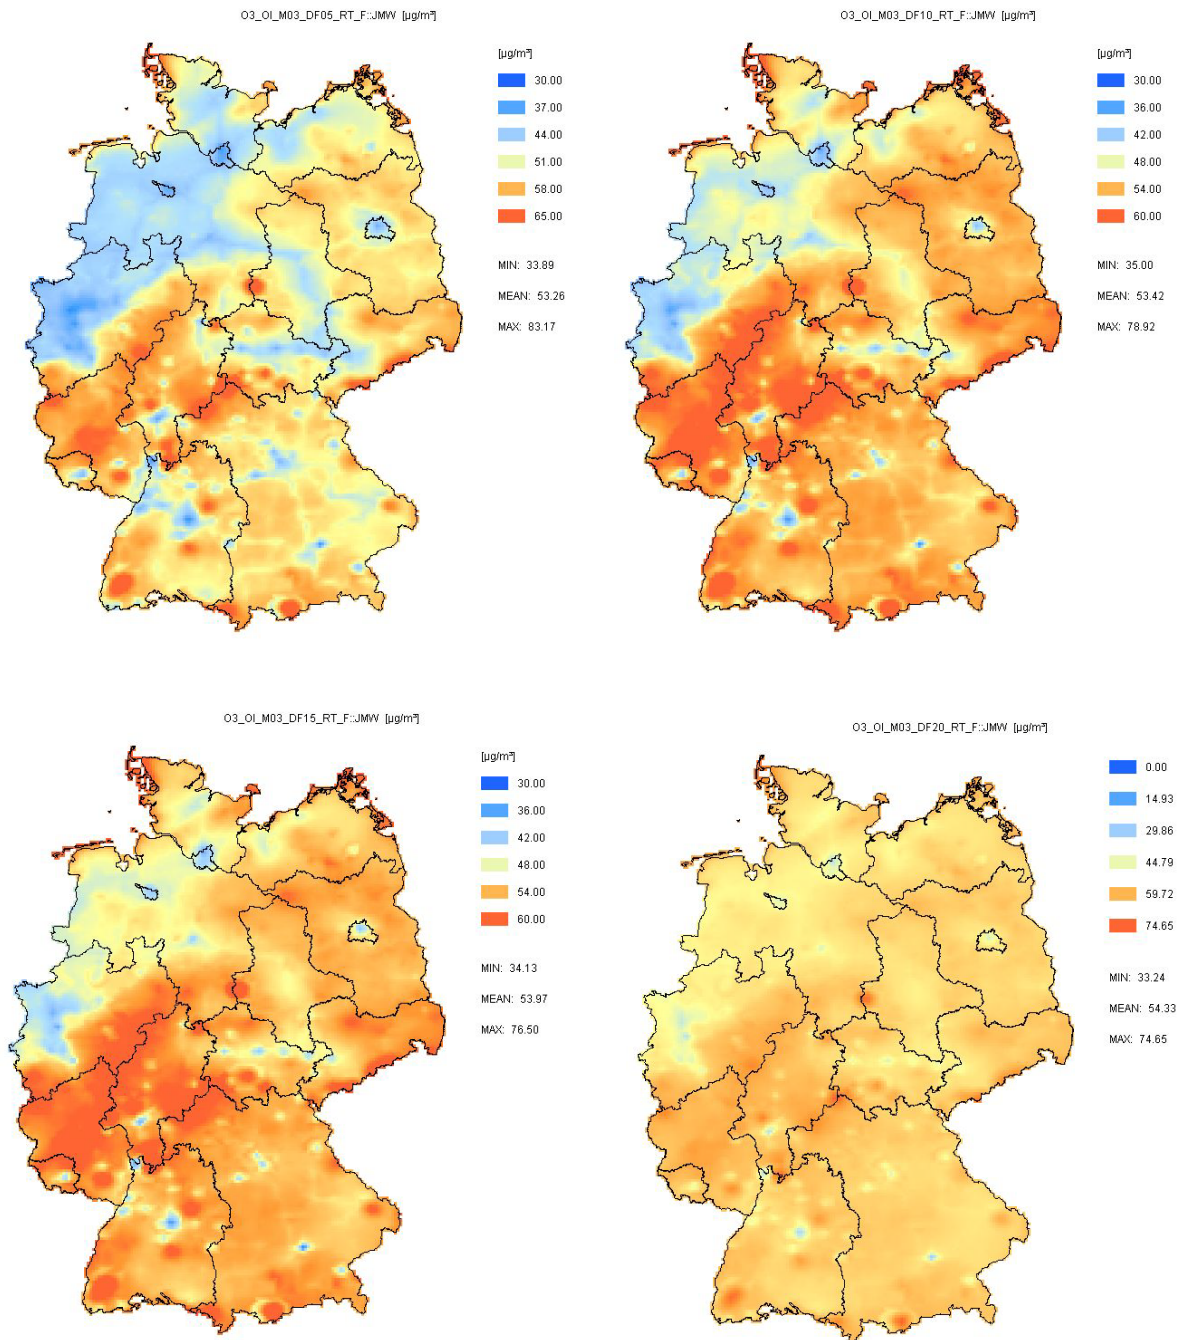 O3_OI_M03_DF05_RT_F::JMW [µg/m³]
[µg/m³]
30.00
37.00
44.00
51.00
58.00
65.00
MIN: 33.89
MEAN: 53.26
MAX: 83.17
O3_OI_M03_DF10_RT_F::JMW [µg/m³]
[µg/m³]
30.00
36.00
42.00
48.00
54.00
60.00
MIN: 35.00
MEAN: 53.42
MAX: 78.92
O3_OI_M03_DF15_RT_F::JMW [µg/m³]
[µg/m³]
30.00
36.00
42.00
48.00
54.00
60.00
MIN: 34.13
MEAN: 53.97
MAX: 76.50
O3_OI_M03_DF20_RT_F::JMW [µg/m³]
0.00
14.93
29.86
44.79
59.72
74.65
MIN: 33.24
MEAN: 54.33
MAX: 74.65